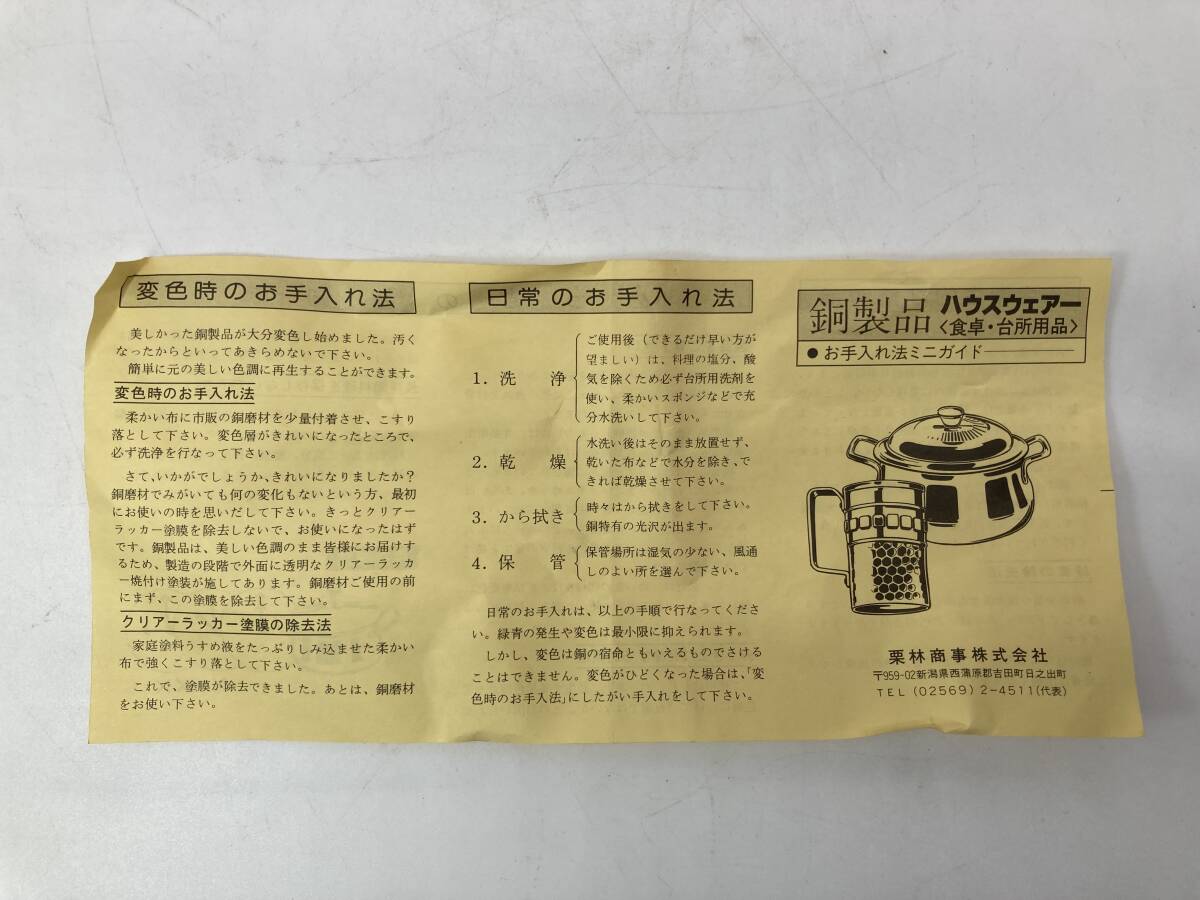 変色時のお手入れ法
美しかった銅製品が大分変色し始めました。汚く
なったからといってあきらめないで下さい。
簡単に元の美しい色調に再生することができます。
変色時のお手入れ法
柔かい布に市販の銅磨材を少量付着させ、こすり
落として下さい。変色層がきれいになったところで、
必ず洗浄を行なって下さい。
さて、いかがでしょうか、きれいになりましたか？
銅磨材でみがいても何の変化もないという方、最初
にお使いの時を思いだして下さい。きっとクリアー
ラッカー塗膜を除去しないで、お使いになったはず
です。銅製品は、美しい色調のまま皆様にお届けす
るため、製造の段階で外面に透明なクリアーラッカ
ー焼付け塗装が施してあります。銅磨材ご使用の前
にまず、この塗膜を除去して下さい。
クリアーラッカー塗膜の除去法
家庭塗料うすめ液をたっぷりしみ込ませた柔かい
布で強くこすり落として下さい。
これで、塗膜が除去できました。あとは、銅磨材
をお使い下さい。
日常のお手入れ法
1．洗　浄
ご使用後（できるだけ早い方が
望ましい）は、料理の塩分、酸
気を除くため必ず台所用洗剤を
使い、柔かいスポンジなどで充
分水洗いして下さい。
2．乾　燥
水洗い後はそのまま放置せず、
乾いた布などで水分を除き、で
きれば乾燥させて下さい。
3．から拭き
時々はから拭きをして下さい。
銅特有の光沢が出ます。
4．保　管
保管場所は湿気の少ない、風通
しのよい所を選んで下さい。
日常のお手入れは、以上の手順で行なってくださ
い。緑青の発生や変色は最小限に抑えられます。
しかし、変色は銅の宿命ともいえるものでさける
ことはできません。変色がひどくなった場合は、「変
色時のお手入法」にしたがい手入れをして下さい。
銅製品 ハウスウェアー
〈食卓・台所用品〉
●お手入れ法ミニガイド
栗林商事株式会社
〒959-02新潟県西蒲原郡吉田町日之出町
TEL (02569) 2-4511(代表)